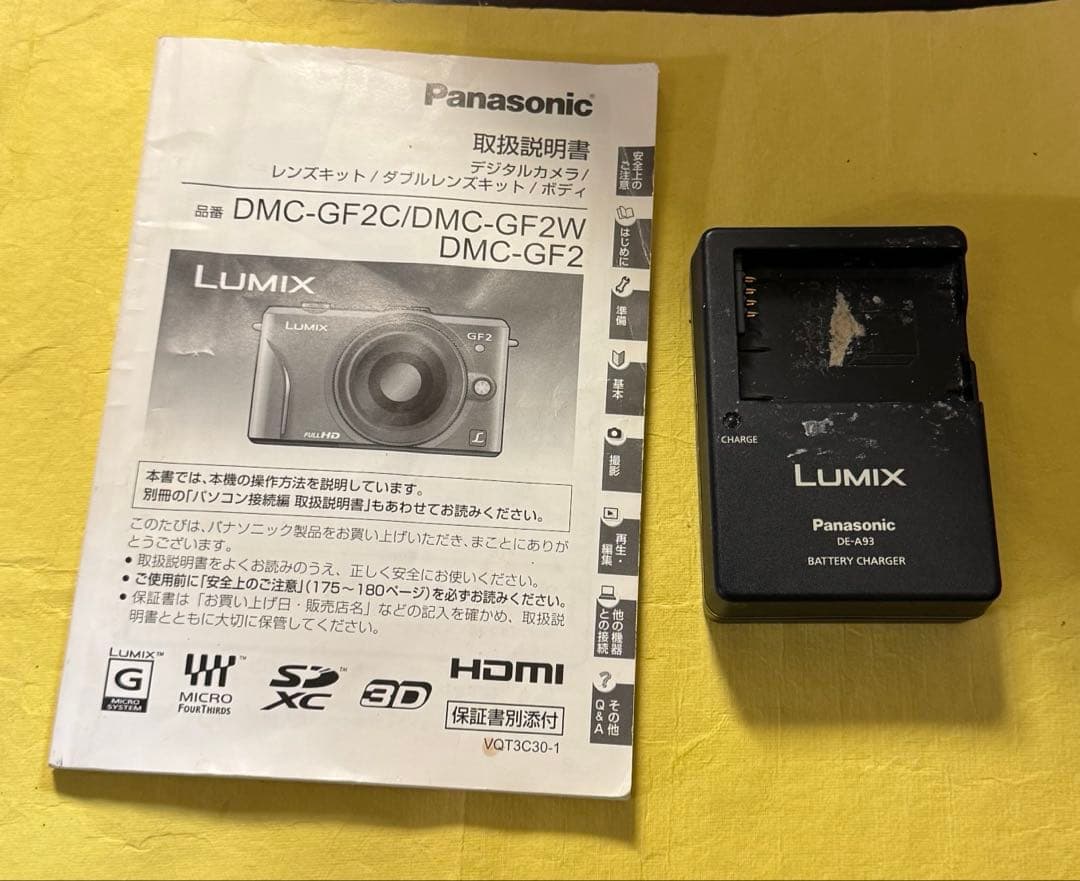 Panasonic
取扱説明書
デジタルカメラ/
レンズキット / ダブルレンズキット / ボディ
品番 DMC-GF2C/DMC-GF2W
DMC-GF2
LUMIX
LUMIX
GF2
FULL HD
L
本書では、本機の操作方法を説明しています。
別冊の「パソコン接続編 取扱説明書」もあわせてお読みください。
このたびは、パナソニック製品をお買い上げいただき、まことにありが
とうございます。
● 取扱説明書をよくお読みのうえ、正しく安全にお使いください。
● ご使用前に「安全上のご注意」(175~180ページ)を必ずお読みください。
● 保証書は「お買い上げ日・販売店名」などの記入を確かめ、取扱説
明書とともに大切に保管してください。
LUMIX™
G
MICRO
SYSTEM
™
MICRO
FOURTHIRDS
SD™
XC
3D
HDMI
保証書別添付
VQT3C30-1
安全上の
ご注意
はじめに
準備
基本
撮影
再生・
編集
他の機器
との接続
?
その他
Q&A
CHARGE
LUMIX
Panasonic
DE-A93
BATTERY CHARGER